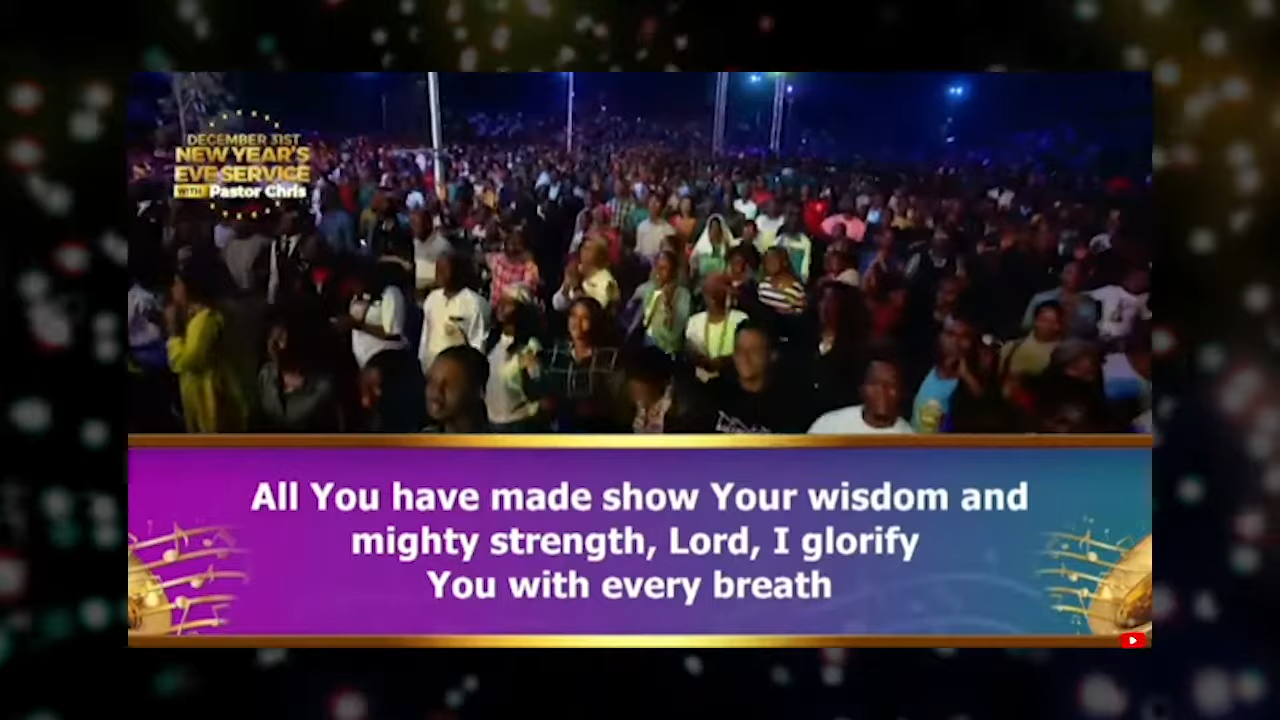 DECEMBER 31ST
NEW YEAR'S
EVE SERVICE
WITH Pastor Chris
All You have made show Your wisdom and
mighty strength, Lord, I glorify
You with every breath